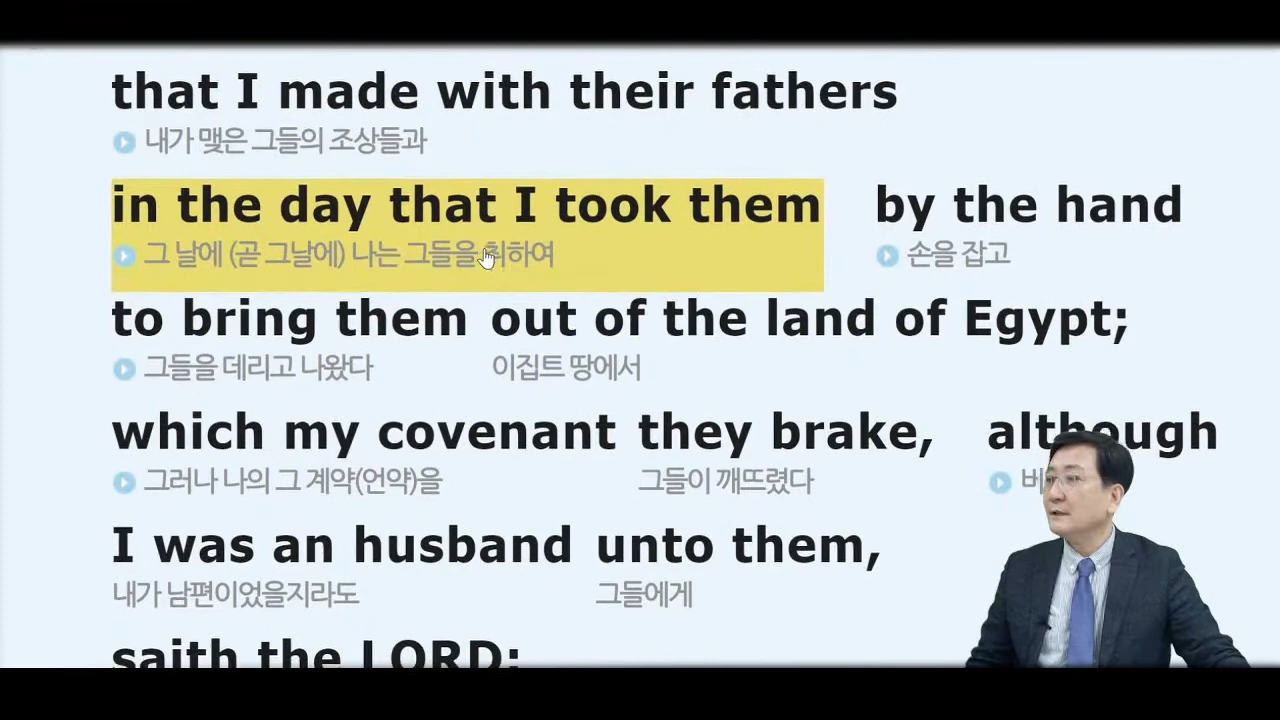 that I made with their fathers
내가 맺은 그들의 조상들과
in the day that I took them by the hand
그 날에 (곧 그날에) 나는 그들을 취하여 손을 잡고
to bring them out of the land of Egypt;
그들을 데리고 나왔다 이집트 땅에서
which my covenant they brake, although
그러나 나의 그 계약(언약)을 그들이 깨뜨렸다
I was an husband unto them,
내가 남편이었을지라도 그들에게
saith the LORD: